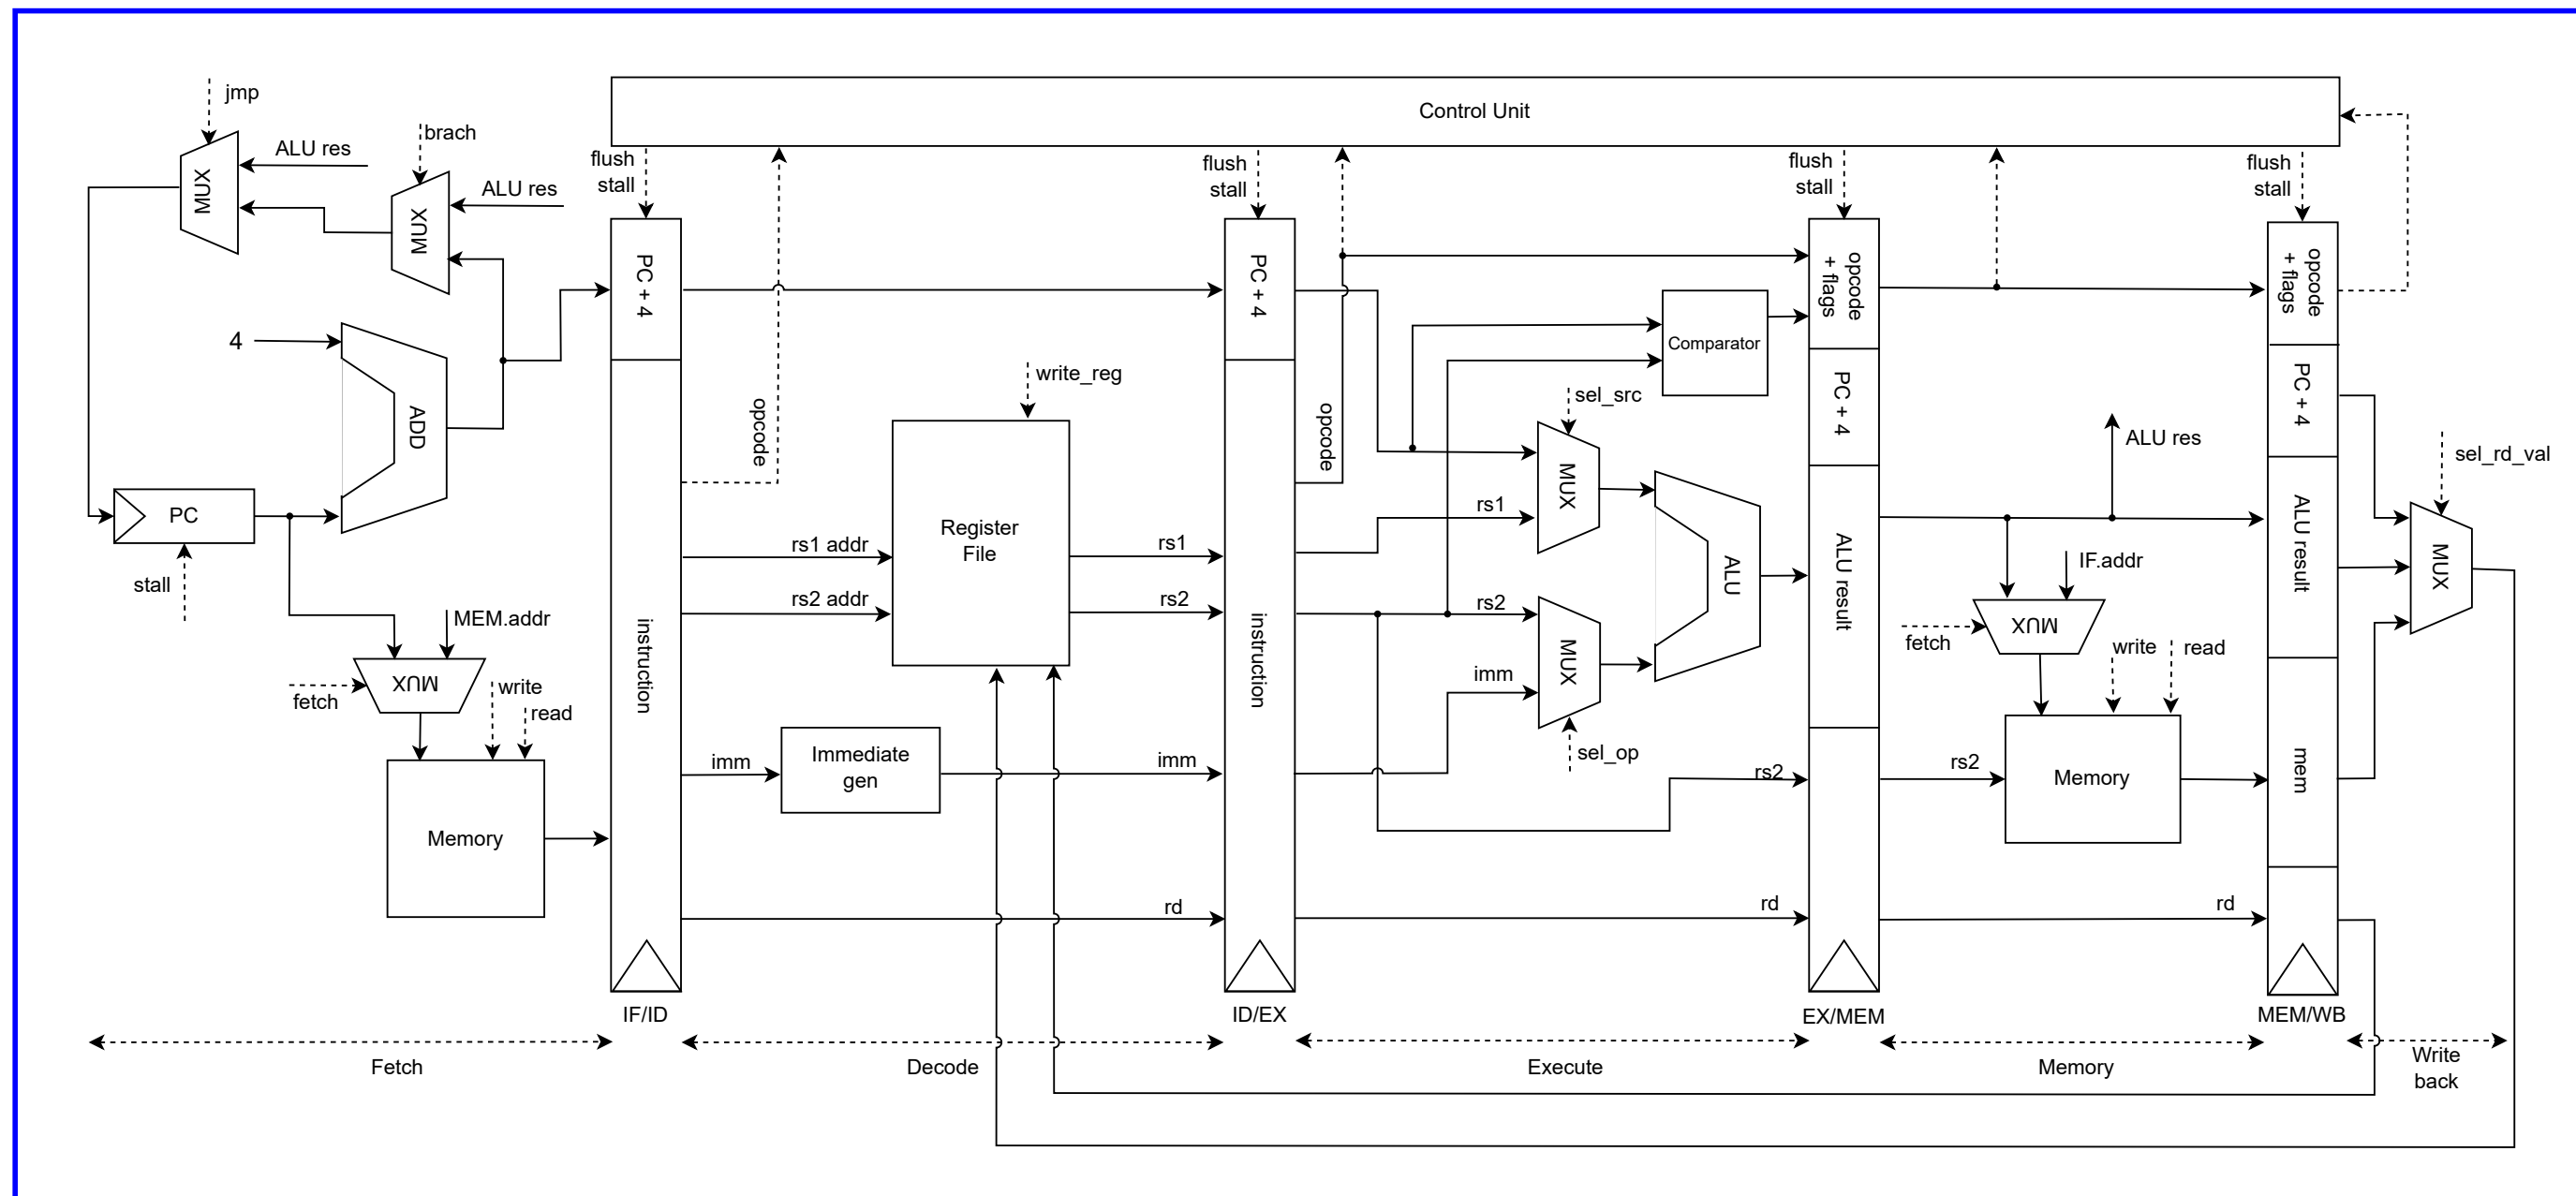 Control Unit
jmp
ALU res
MUX
brach
ALU res
MUX
4
ADD
PC
stall
MEM.addr
MUX
fetch
write
read
Memory
flush
stall
PC + 4
instruction
IF/ID
opcode
write_reg
Register
File
rs1 addr
rs2 addr
rs1
rs2
imm
Immediate
gen
imm
rd
flush
stall
PC + 4
instruction
ID/EX
opcode
Comparator
sel_src
MUX
rs1
rs2
MUX
imm
sel_op
ALU
rs2
rd
flush
stall
opcode
+ flags
PC + 4
ALU result
EX/MEM
ALU res
IF.addr
MUX
fetch
write
read
rs2
Memory
rd
flush
stall
opcode
+ flags
PC + 4
ALU result
mem
MEM/WB
sel_rd_val
MUX
Fetch
Decode
Execute
Memory
Write
back